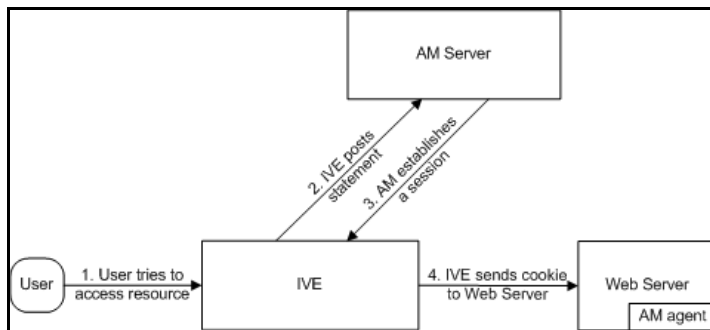 AM Server
2. IVE posts
statement
3. AM establishes
a session
User
1. User tries to
access resource
IVE
4. IVE sends cookie
to Web Server
Web Server
AM agent